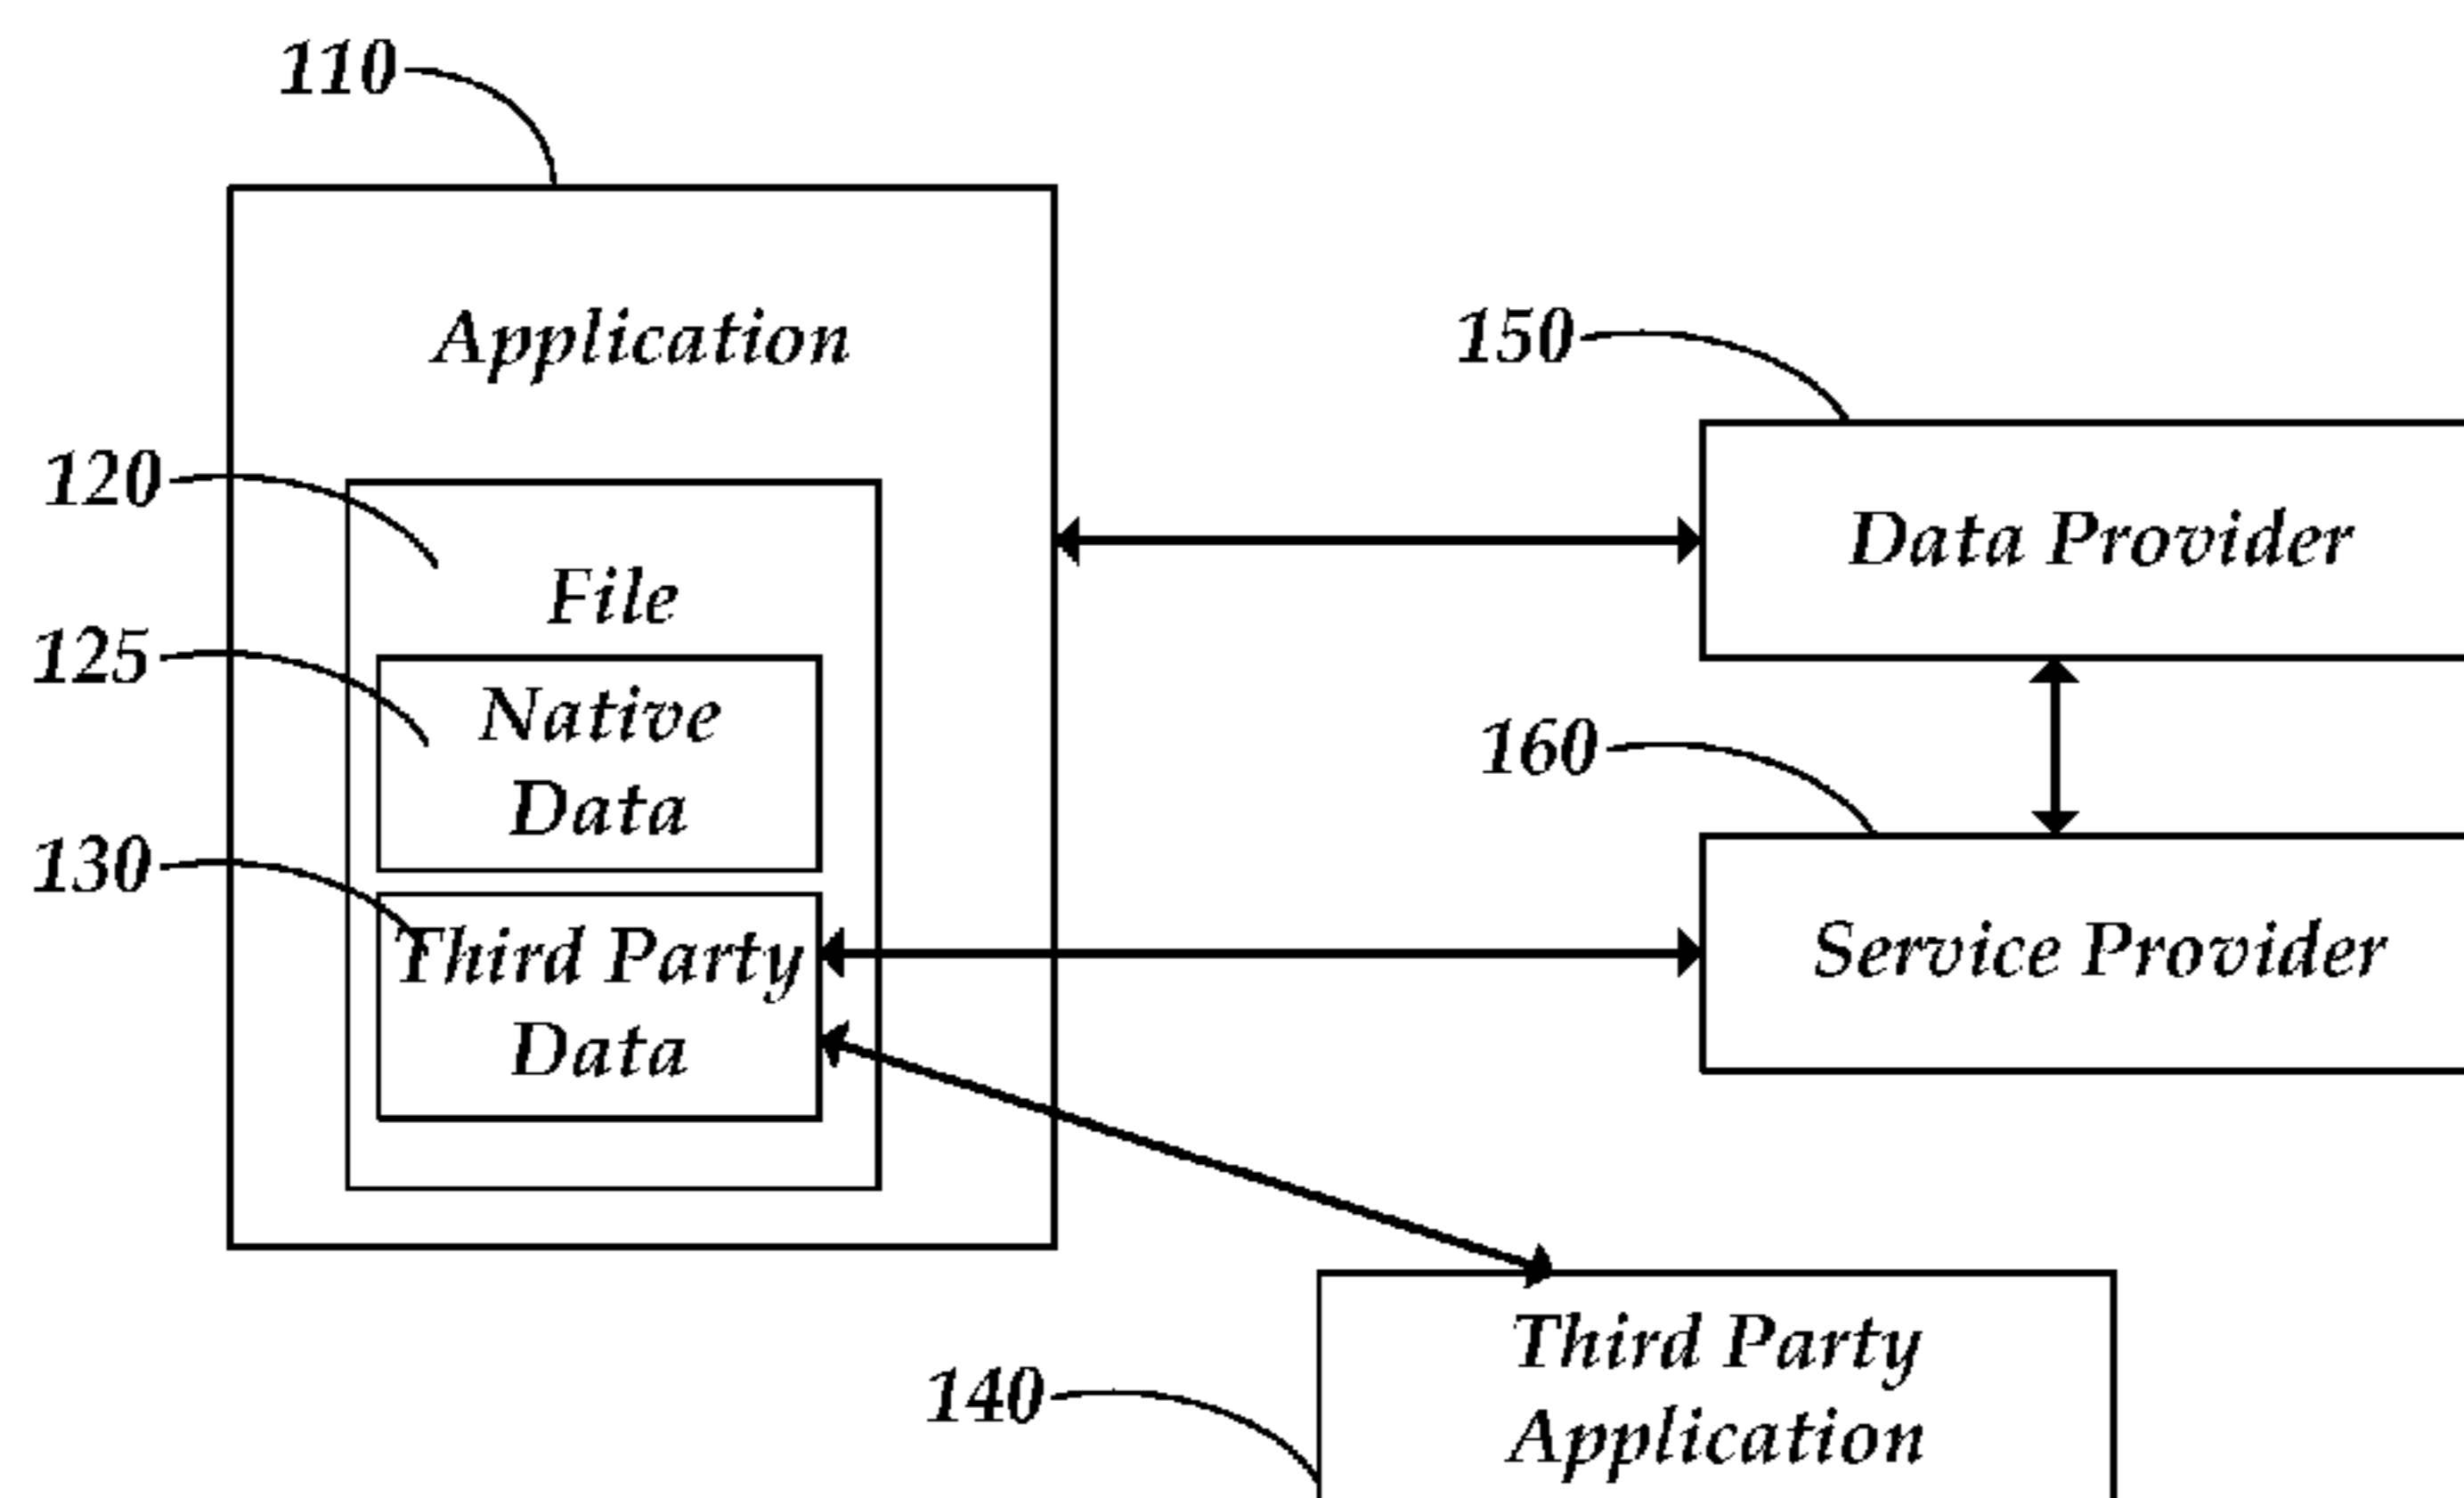 110
Application
150
120
Data Provider
File
125
Native
Data
160
130
Third Party
Data
Service Provider
Third Party
Application
140